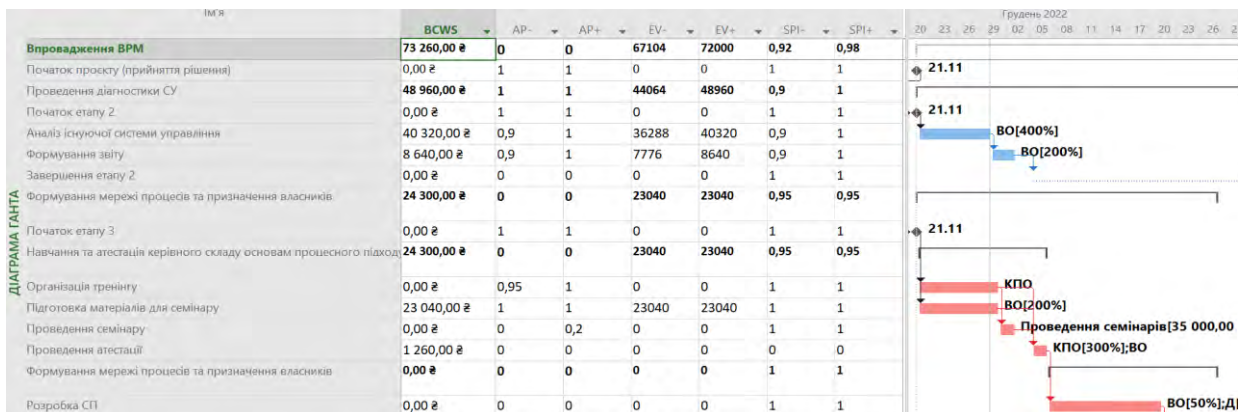 Ім'я BCWS AP- AP+ EV- EV+ SPI- SPI+ Грудень 2022
20 23 26 29 02 05 08 11 14 17 20 23 26
Впровадження BPM 73 260,00 ₴ 0 0 67104 72000 0,92 0,98
Початок проєкту (прийняття рішення) 0,00 ₴ 1 1 0 0 1 1 21.11
Проведення діагностики СУ 48 960,00 ₴ 1 1 44064 48960 0,9 1
Початок етапу 2 0,00 ₴ 1 1 0 0 1 1 21.11
Аналіз існуючої системи управління 40 320,00 ₴ 0,9 1 36288 40320 0,9 1 ВО[400%]
Формування звіту 8 640,00 ₴ 0,9 1 7776 8640 0,9 1 ВО[200%]
Завершення етапу 2 0,00 ₴ 0 0 0 0 1 1
Формування мережі процесів та призначення власників 24 300,00 ₴ 0 0 23040 23040 0,95 0,95
Початок етапу 3 0,00 ₴ 1 1 0 0 1 1 21.11
Навчання та атестація керівного складу основам процесного підход 24 300,00 ₴ 0 0 23040 23040 0,95 0,95
Організація тренінгу 0,00 ₴ 0,95 1 0 0 1 1 КПО
Підготовка матеріалів для семінару 23 040,00 ₴ 1 1 23040 23040 1 1 ВО[200%]
Проведення семінару 0,00 ₴ 0 0,2 0 0 1 1 Проведення семінарів[35 000,00
Проведення атестації 1 260,00 ₴ 0 0 0 0 0 0 КПО[300%];ВО
Формування мережі процесів та призначення власників 0,00 ₴ 0 0 0 0 1 1
Розробка СП 0,00 ₴ 0 0 0 0 1 1 ВО[50%];Д
ДІАГРАМА ГАНТА